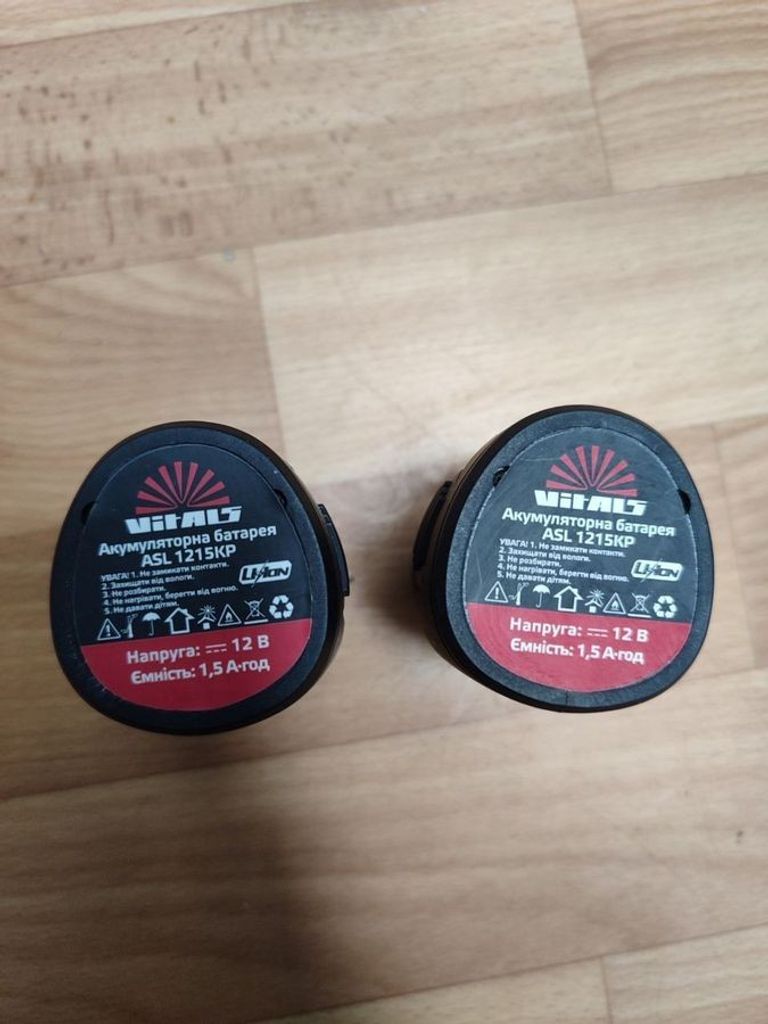 VitALS
Акумуляторна батарея
ASL 1215KP
УВАГА! 1. Не замикати контакти.
2. Захищати від вологи.
3. Не розбирати.
4. Не нагрівати, берегти від вогню.
5. Не давати дітям.
Li-ION
Напруга: 12 В
Ємність: 1,5 А·год
VitALS
Акумуляторна батарея
ASL 1215KP
УВАГА! 1. Не замикати контакти.
2. Захищати від вологи.
3. Не розбирати.
4. Не нагрівати, берегти від вогню.
5. Не давати дітям.
Li-ION
Напруга: 12 В
Ємність: 1,5 А·год